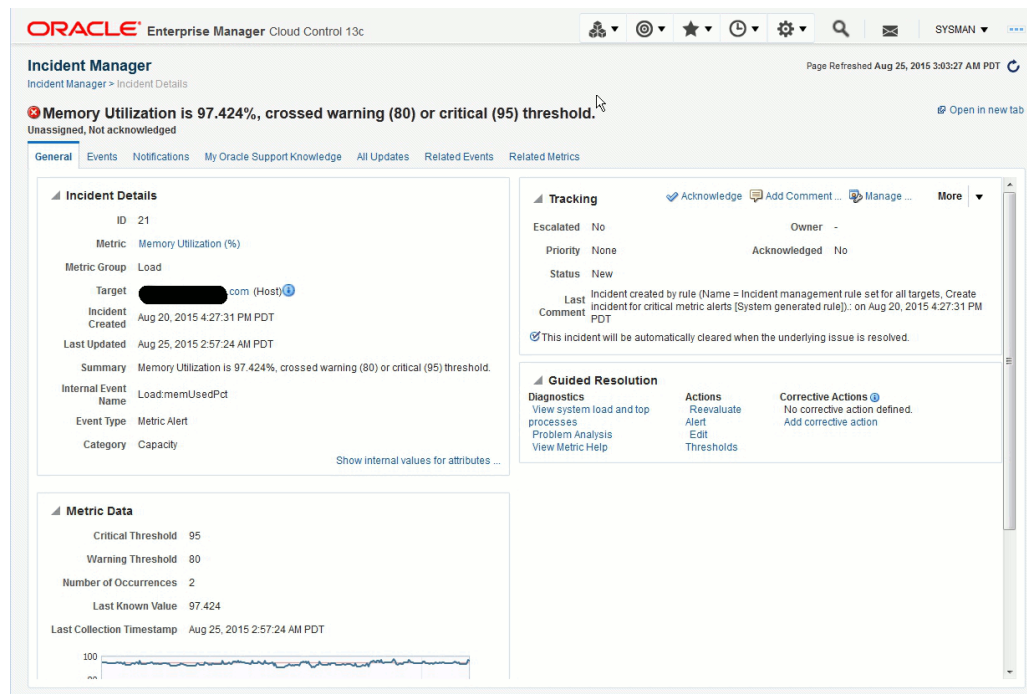 ORACLE Enterprise Manager Cloud Control 13c
SYSMAN
Incident Manager
Page Refreshed Aug 25, 2015 3:03:27 AM PDT
Incident Manager > Incident Details
Memory Utilization is 97.424%, crossed warning (80) or critical (95) threshold.
Open in new tab
Unassigned, Not acknowledged
General Events Notifications My Oracle Support Knowledge All Updates Related Events Related Metrics
Incident Details
ID 21
Metric Memory Utilization (%)
Metric Group Load
Target .com (Host)
Incident
Created Aug 20, 2015 4:27:31 PM PDT
Last Updated Aug 25, 2015 2:57:24 AM PDT
Summary Memory Utilization is 97.424%, crossed warning (80) or critical (95) threshold.
Internal Event
Name Load:memUsedPct
Event Type Metric Alert
Category Capacity
Show internal values for attributes ...
Tracking Acknowledge Add Comment ... Manage ... More
Escalated No Owner -
Priority None Acknowledged No
Status New
Last
Comment
Incident created by rule (Name = Incident management rule set for all targets, Create
incident for critical metric alerts [System generated rule]).: on Aug 20, 2015 4:27:31 PM
PDT
This incident will be automatically cleared when the underlying issue is resolved.
Guided Resolution
Diagnostics
View system load and top
processes
Problem Analysis
View Metric Help
Actions
Reevaluate
Alert
Edit
Thresholds
Corrective Actions
No corrective action defined.
Add corrective action
Metric Data
Critical Threshold 95
Warning Threshold 80
Number of Occurrences 2
Last Known Value 97.424
Last Collection Timestamp Aug 25, 2015 2:57:24 AM PDT
100